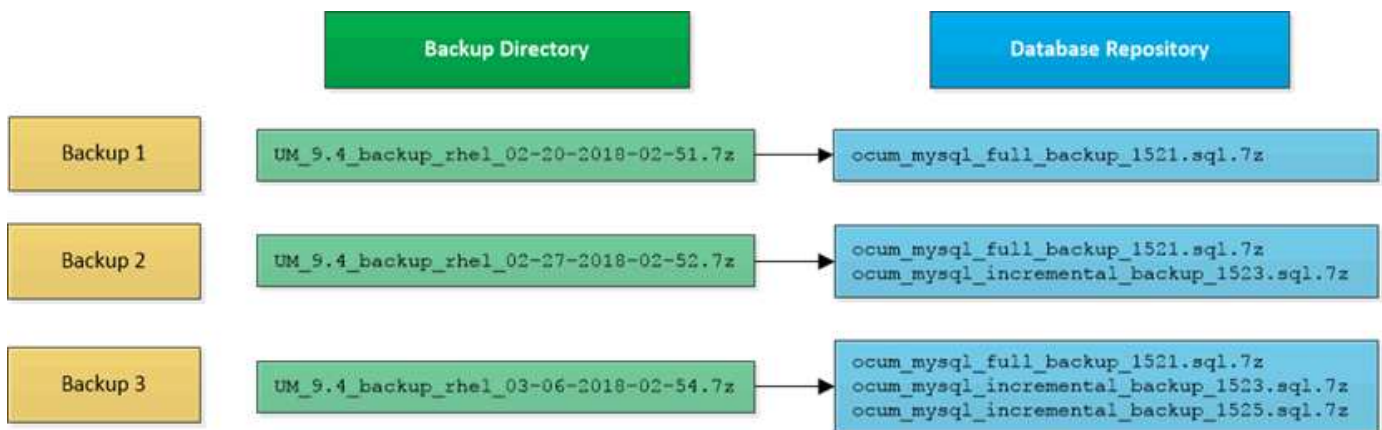 Backup Directory
Database Repository
Backup 1
UM_9.4_backup_rhel_02-20-2018-02-51.7z
ocum_mysql_full_backup_1521.sql.7z
Backup 2
UM_9.4_backup_rhel_02-27-2018-02-52.7z
ocum_mysql_full_backup_1521.sql.7z
ocum_mysql_incremental_backup_1523.sql.7z
Backup 3
UM_9.4_backup_rhel_03-06-2018-02-54.7z
ocum_mysql_full_backup_1521.sql.7z
ocum_mysql_incremental_backup_1523.sql.7z
ocum_mysql_incremental_backup_1525.sql.7z